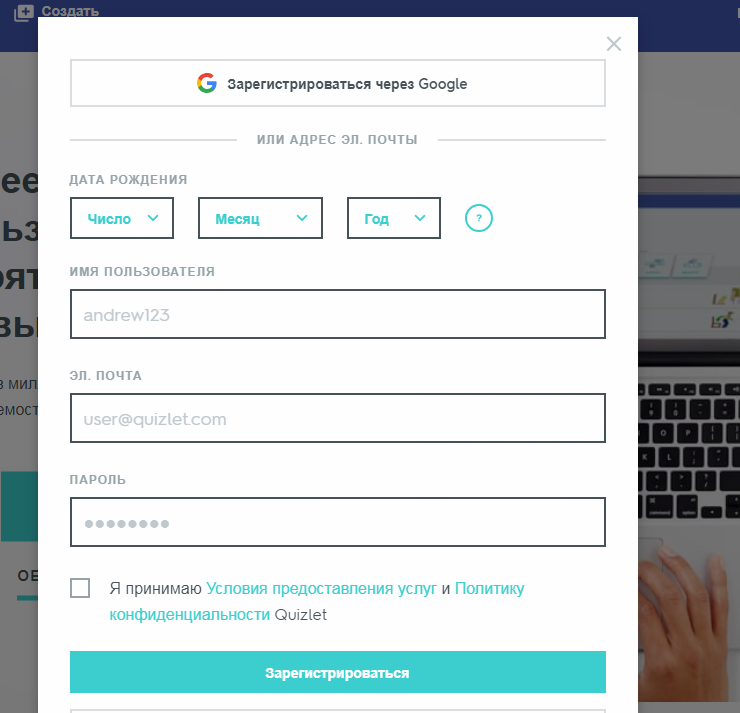 Создать
Зарегистрироваться через Google
ИЛИ АДРЕС ЭЛ. ПОЧТЫ
ДАТА РОЖДЕНИЯ
Число Месяц Год ?
ИМЯ ПОЛЬЗОВАТЕЛЯ
andrew123
ЭЛ. ПОЧТА
user@quizlet.com
ПАРОЛЬ
Я принимаю Условия предоставления услуг и Политику
конфиденциальности Quizlet
Зарегистрироваться